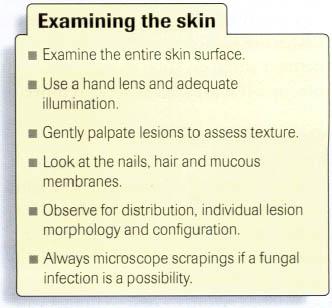 Examining the skin
■ Examine the entire skin surface.
■ Use a hand lens and adequate
illumination.
■ Gently palpate lesions to assess texture.
■ Look at the nails, hair and mucous
membranes.
■ Observe for distribution, individual lesion
morphology and configuration.
■ Always microscope scrapings if a fungal
infection is a possibility.